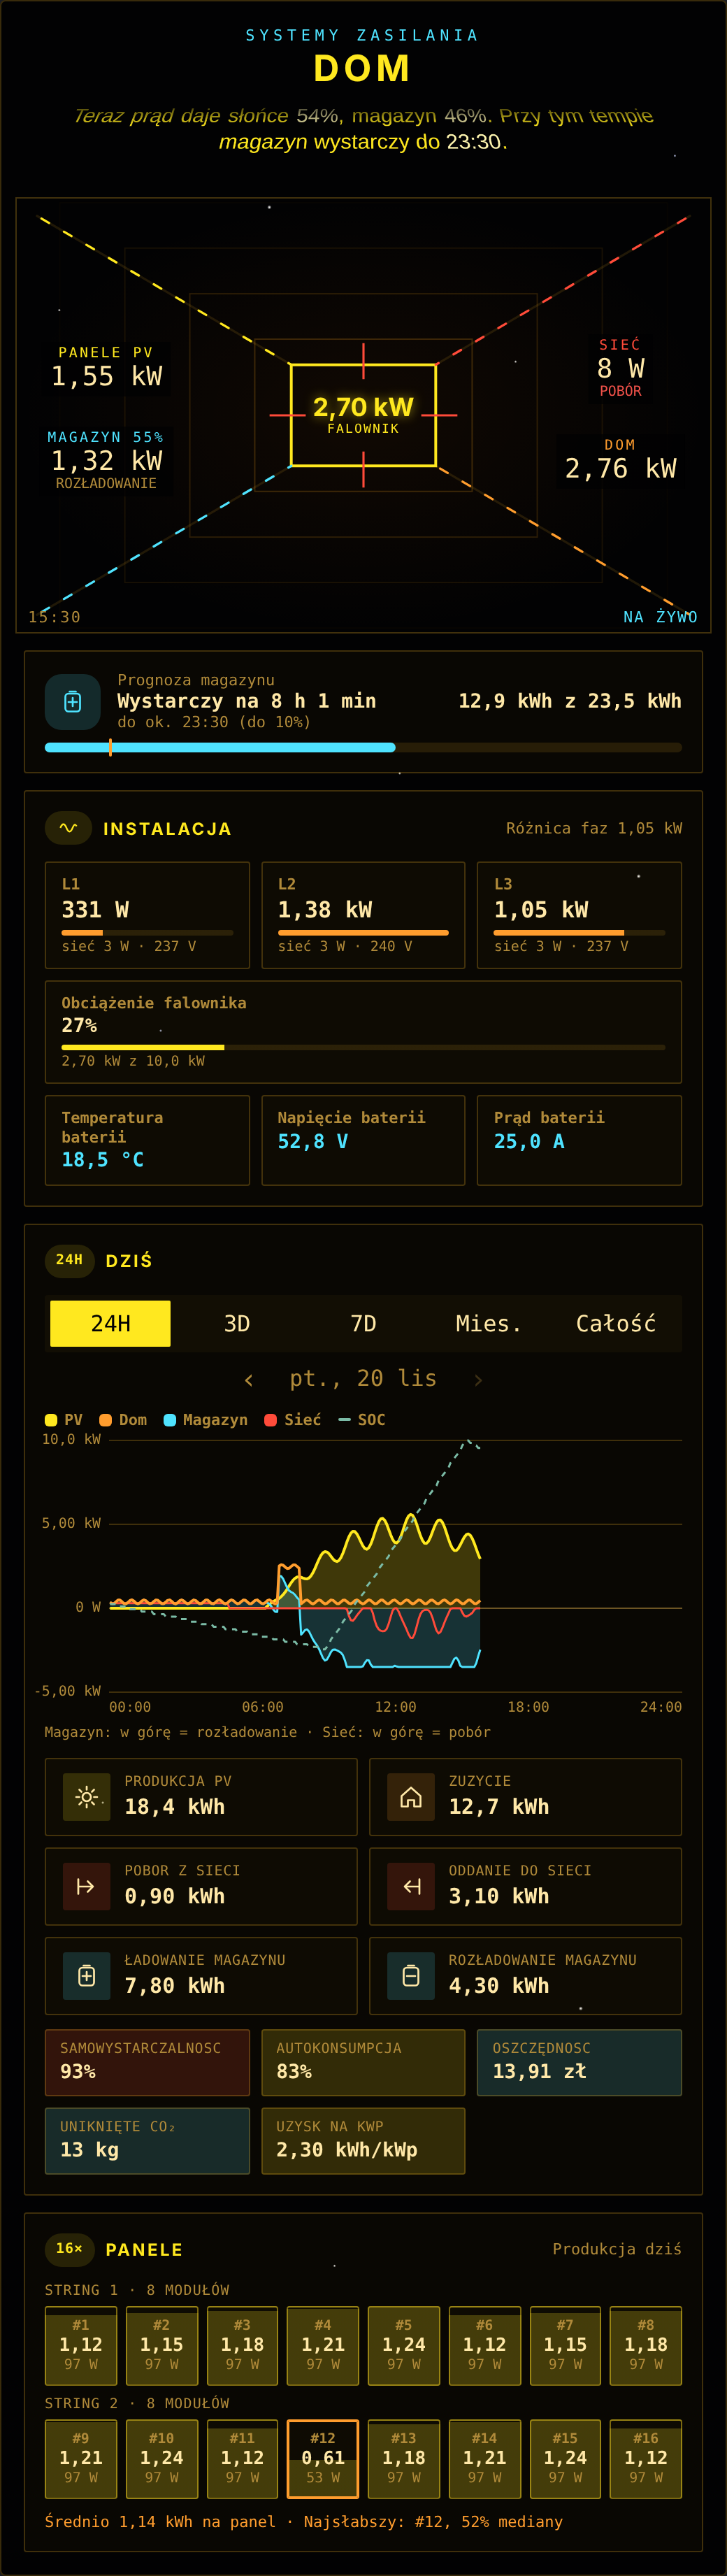 SYSTEMY ZASILANIA
DOM
Teraz prąd daje słońce 54%, magazyn 46%. Przy tym tempie
magazyn wystarczy do 23:30.
PANELE PV
1,55 kW
SIEĆ
8 W
POBÓR
2,70 kW
FALOWNIK
MAGAZYN 55%
1,32 kW
ROZŁADOWANIE
DOM
2,76 kW
15:30
NA ŻYWO
Prognoza magazynu
Wystarczy na 8 h 1 min
12,9 kWh z 23,5 kWh
do ok. 23:30 (do 10%)
INSTALACJA
Różnica faz 1,05 kW
L1
331 W
sieć 3 W · 237 V
L2
1,38 kW
sieć 3 W · 240 V
L3
1,05 kW
sieć 3 W · 237 V
Obciążenie falownika
27%
2,70 kW z 10,0 kW
Temperatura
baterii
18,5 °C
Napięcie baterii
52,8 V
Prąd baterii
25,0 A
24H
DZIŚ
24H 3D 7D Mies. Całość
‹ pt., 20 lis ›
PV Dom Magazyn Sieć SOC
10,0 kW
5,00 kW
0 W
-5,00 kW
00:00 06:00 12:00 18:00 24:00
Magazyn: w górę = rozładowanie · Sieć: w górę = pobór
PRODUKCJA PV
18,4 kWh
ZUZYCIE
12,7 kWh
POBOR Z SIECI
0,90 kWh
ODDANIE DO SIECI
3,10 kWh
ŁADOWANIE MAGAZYNU
7,80 kWh
ROZŁADOWANIE MAGAZYNU
4,30 kWh
SAMOWYSTARCZALNOSC
93%
AUTOKONSUMPCJA
83%
OSZCZĘDNOSC
13,91 zł
UNIKNIĘTE CO₂
13 kg
UZYSK NA KWP
2,30 kWh/kWp
16×
PANELE
Produkcja dziś
STRING 1 · 8 MODUŁÓW
#1 #2 #3 #4 #5 #6 #7 #8
1,12 1,15 1,18 1,21 1,24 1,12 1,15 1,18
97 W 97 W 97 W 97 W 97 W 97 W 97 W 97 W
STRING 2 · 8 MODUŁÓW
#9 #10 #11 #12 #13 #14 #15 #16
1,21 1,24 1,12 0,61 1,18 1,21 1,24 1,12
97 W 97 W 97 W 53 W 97 W 97 W 97 W 97 W
Średnio 1,14 kWh na panel · Najsłabszy: #12, 52% mediany